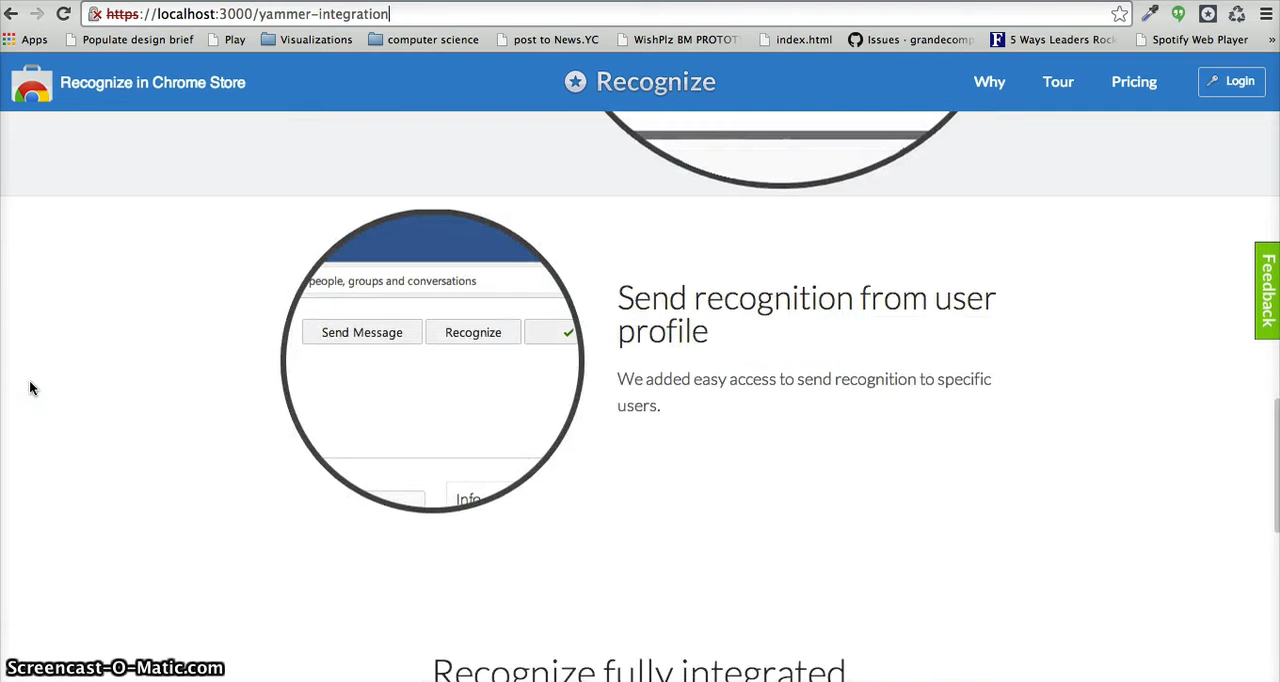 https://localhost:3000/yammer-integration
Apps Populate design brief Play Visualizations computer science post to News.YC WishPlz BM PROTOT index.html Issues - grandecomp 5 Ways Leaders Rock Spotify Web Player »
Recognize in Chrome Store Recognize Why Tour Pricing Login
people, groups and conversations
Send Message Recognize
Info
Send recognition from user
profile
We added easy access to send recognition to specific
users.
Feedback
Recognize fully integrated
Screencast-O-Matic.com